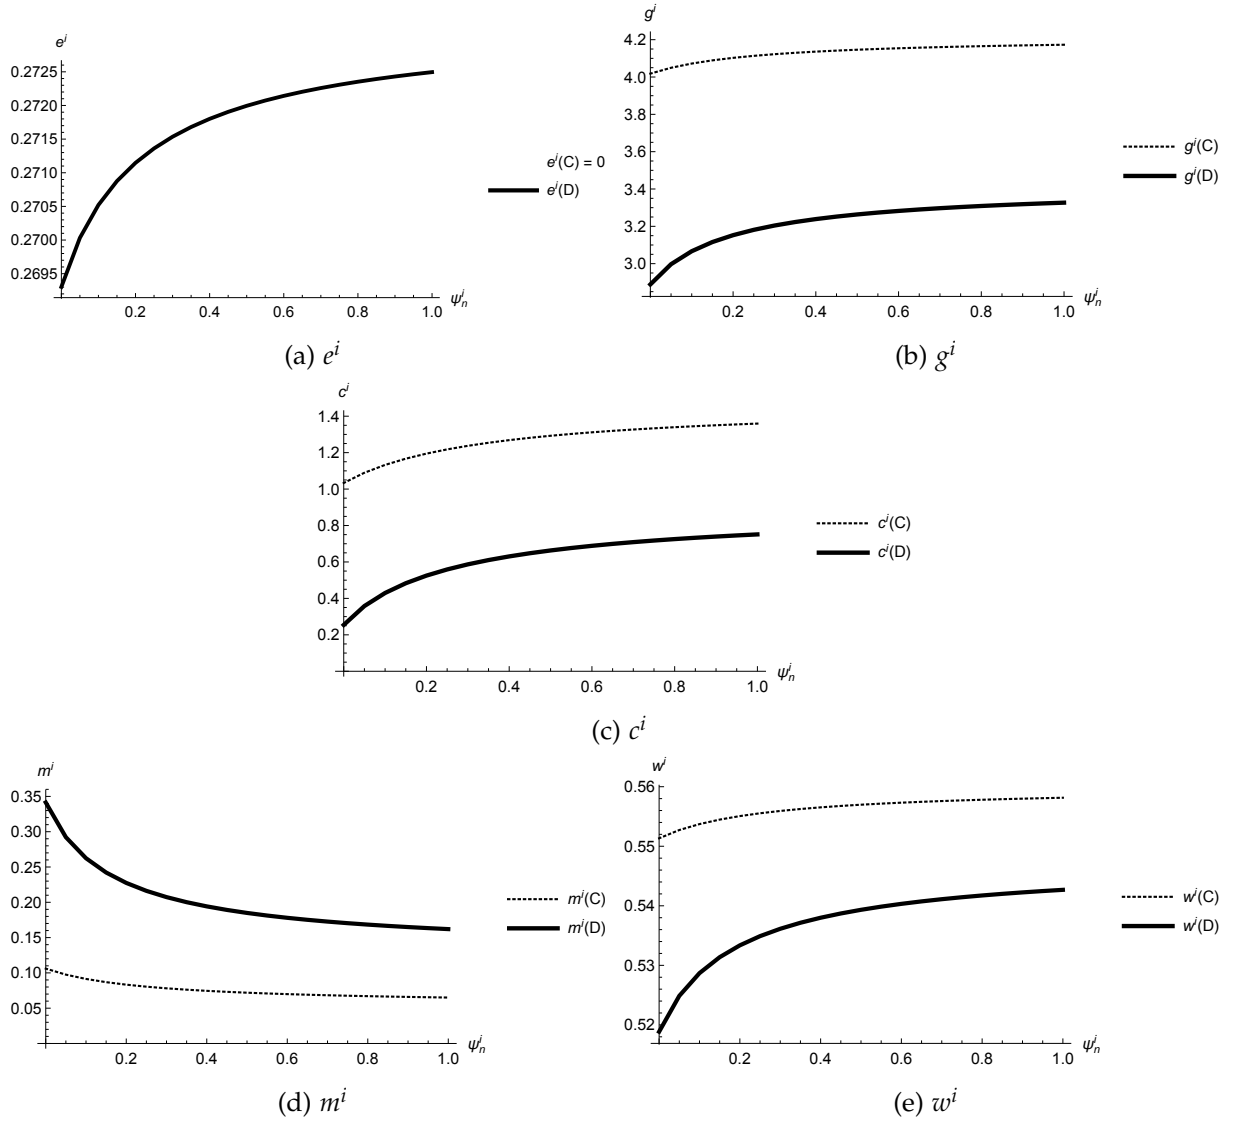 e^i
0.2725
0.2720
0.2715
0.2710
0.2705
0.2700
0.2695
0.2 0.4 0.6 0.8 1.0
ψ_n^i
e^i(C) = 0
e^i(D)
(a) e^i
g^i
4.2
4.0
3.8
3.6
3.4
3.2
3.0
0.2 0.4 0.6 0.8 1.0
ψ_n^i
g^i(C)
g^i(D)
(b) g^i
c^i
1.4
1.2
1.0
0.8
0.6
0.4
0.2
0.2 0.4 0.6 0.8 1.0
ψ_n^i
c^i(C)
c^i(D)
(c) c^i
m^i
0.35
0.30
0.25
0.20
0.15
0.10
0.05
0.2 0.4 0.6 0.8 1.0
ψ_n^i
m^i(C)
m^i(D)
(d) m^i
w^i
0.56
0.55
0.54
0.53
0.52
0.2 0.4 0.6 0.8 1.0
ψ_n^i
w^i(C)
w^i(D)
(e) w^i